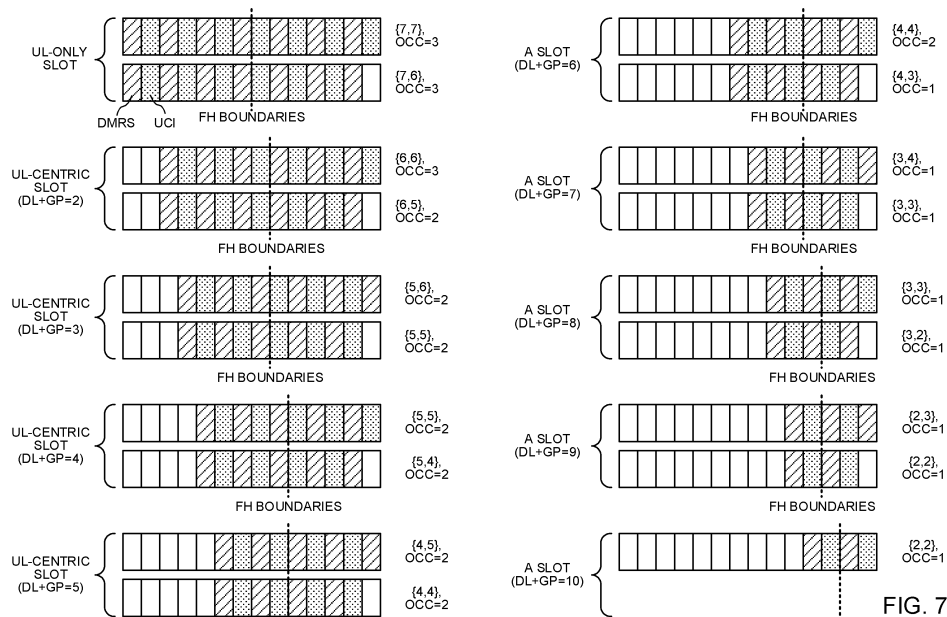 UL-ONLY
SLOT
{7,7},
OCC=3
{7,6},
OCC=3
DMRS
UCI
FH BOUNDARIES
UL-CENTRIC
SLOT
(DL+GP=2)
{6,6},
OCC=3
{6,5},
OCC=2
FH BOUNDARIES
UL-CENTRIC
SLOT
(DL+GP=3)
{5,6},
OCC=2
{5,5},
OCC=2
FH BOUNDARIES
UL-CENTRIC
SLOT
(DL+GP=4)
{5,5},
OCC=2
{5,4},
OCC=2
FH BOUNDARIES
UL-CENTRIC
SLOT
(DL+GP=5)
{4,5},
OCC=2
{4,4},
OCC=2
A SLOT
(DL+GP=6)
{4,4},
OCC=2
{4,3},
OCC=1
FH BOUNDARIES
A SLOT
(DL+GP=7)
{3,4},
OCC=1
{3,3},
OCC=1
FH BOUNDARIES
A SLOT
(DL+GP=8)
{3,3},
OCC=1
{3,2},
OCC=1
FH BOUNDARIES
A SLOT
(DL+GP=9)
{2,3},
OCC=1
{2,2},
OCC=1
FH BOUNDARIES
A SLOT
(DL+GP=10)
{2,2},
OCC=1
FIG. 7